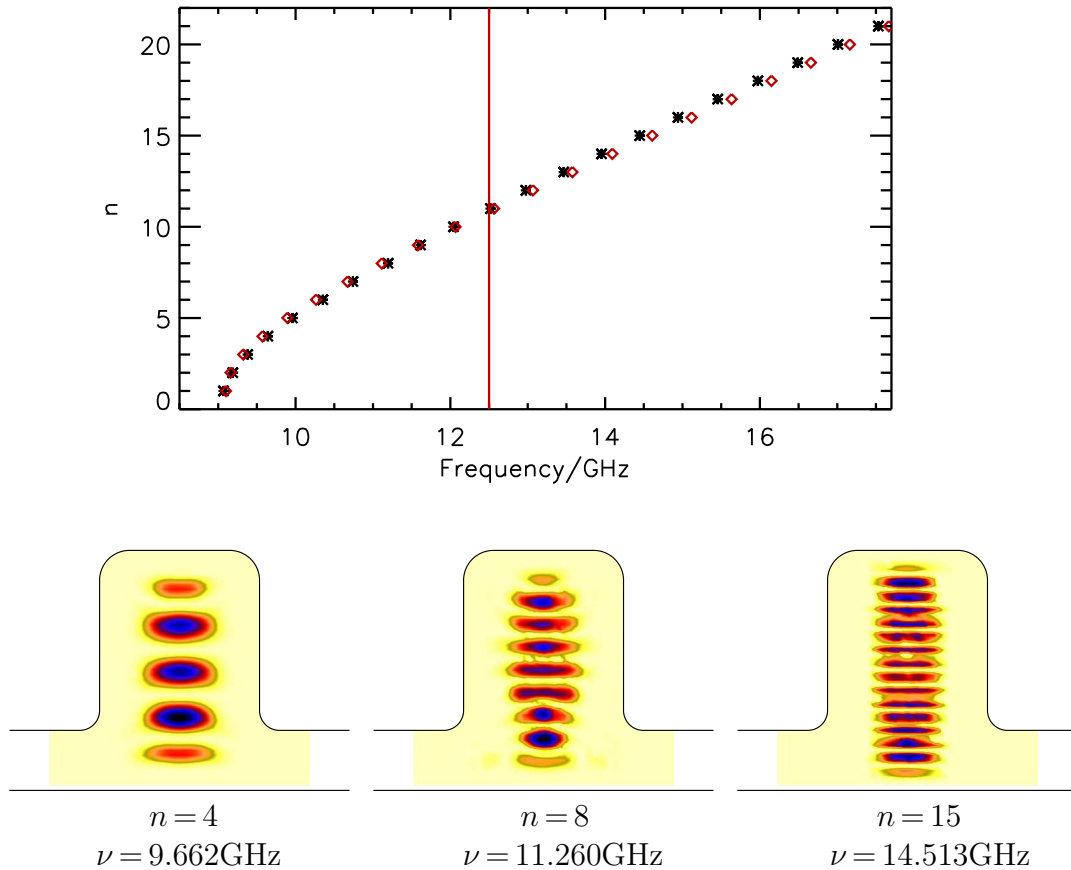 20
15
10
5
0
n
10 12 14 16
Frequency/GHz
n = 4 n = 8 n = 15
ν = 9.662GHz ν = 11.260GHz ν = 14.513GHz